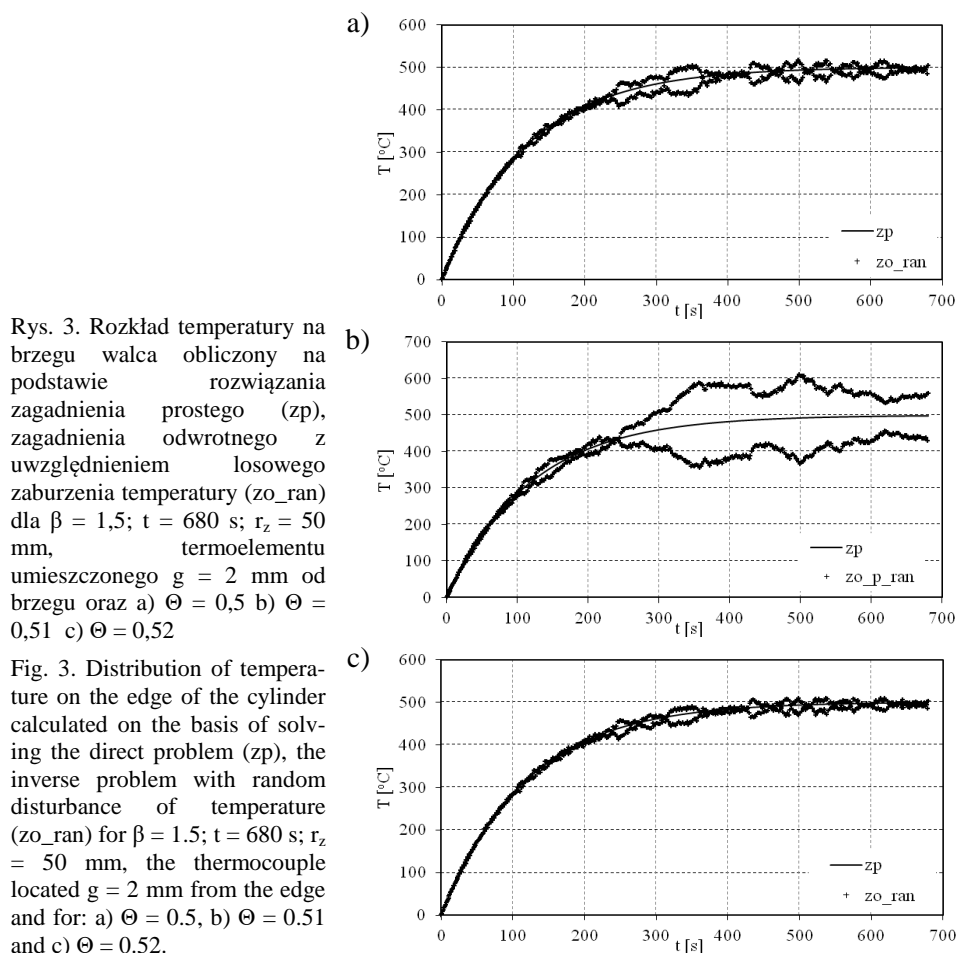 a)
600
500
400
300
200
100
0
T [°C]
zp
zo_ran
0 100 200 300 400 500 600 700
t [s]
Rys. 3. Rozkład temperatury na
brzegu walca obliczony na
podstawie rozwiązania
zagadnienia prostego (zp),
zagadnienia odwrotnego z
uwzględnieniem losowego
zaburzenia temperatury (zo_ran)
dla β = 1,5; t = 680 s; r_z = 50
mm, termoelementu
umieszczonego g = 2 mm od
brzegu oraz a) Θ = 0,5 b) Θ =
0,51 c) Θ = 0,52
Fig. 3. Distribution of tempera-
ture on the edge of the cylinder
calculated on the basis of solv-
ing the direct problem (zp), the
inverse problem with random
disturbance of temperature
(zo_ran) for β = 1.5; t = 680 s; r_z
= 50 mm, the thermocouple
located g = 2 mm from the edge
and for: a) Θ = 0.5, b) Θ = 0.51
and c) Θ = 0.52.
b)
700
600
500
400
300
200
100
0
T [°C]
zp
zo_p_ran
0 100 200 300 400 500 600 700
t [s]
c)
600
500
400
300
200
100
0
T [°C]
zp
zo_ran
0 100 200 300 400 500 600 700
t [s]